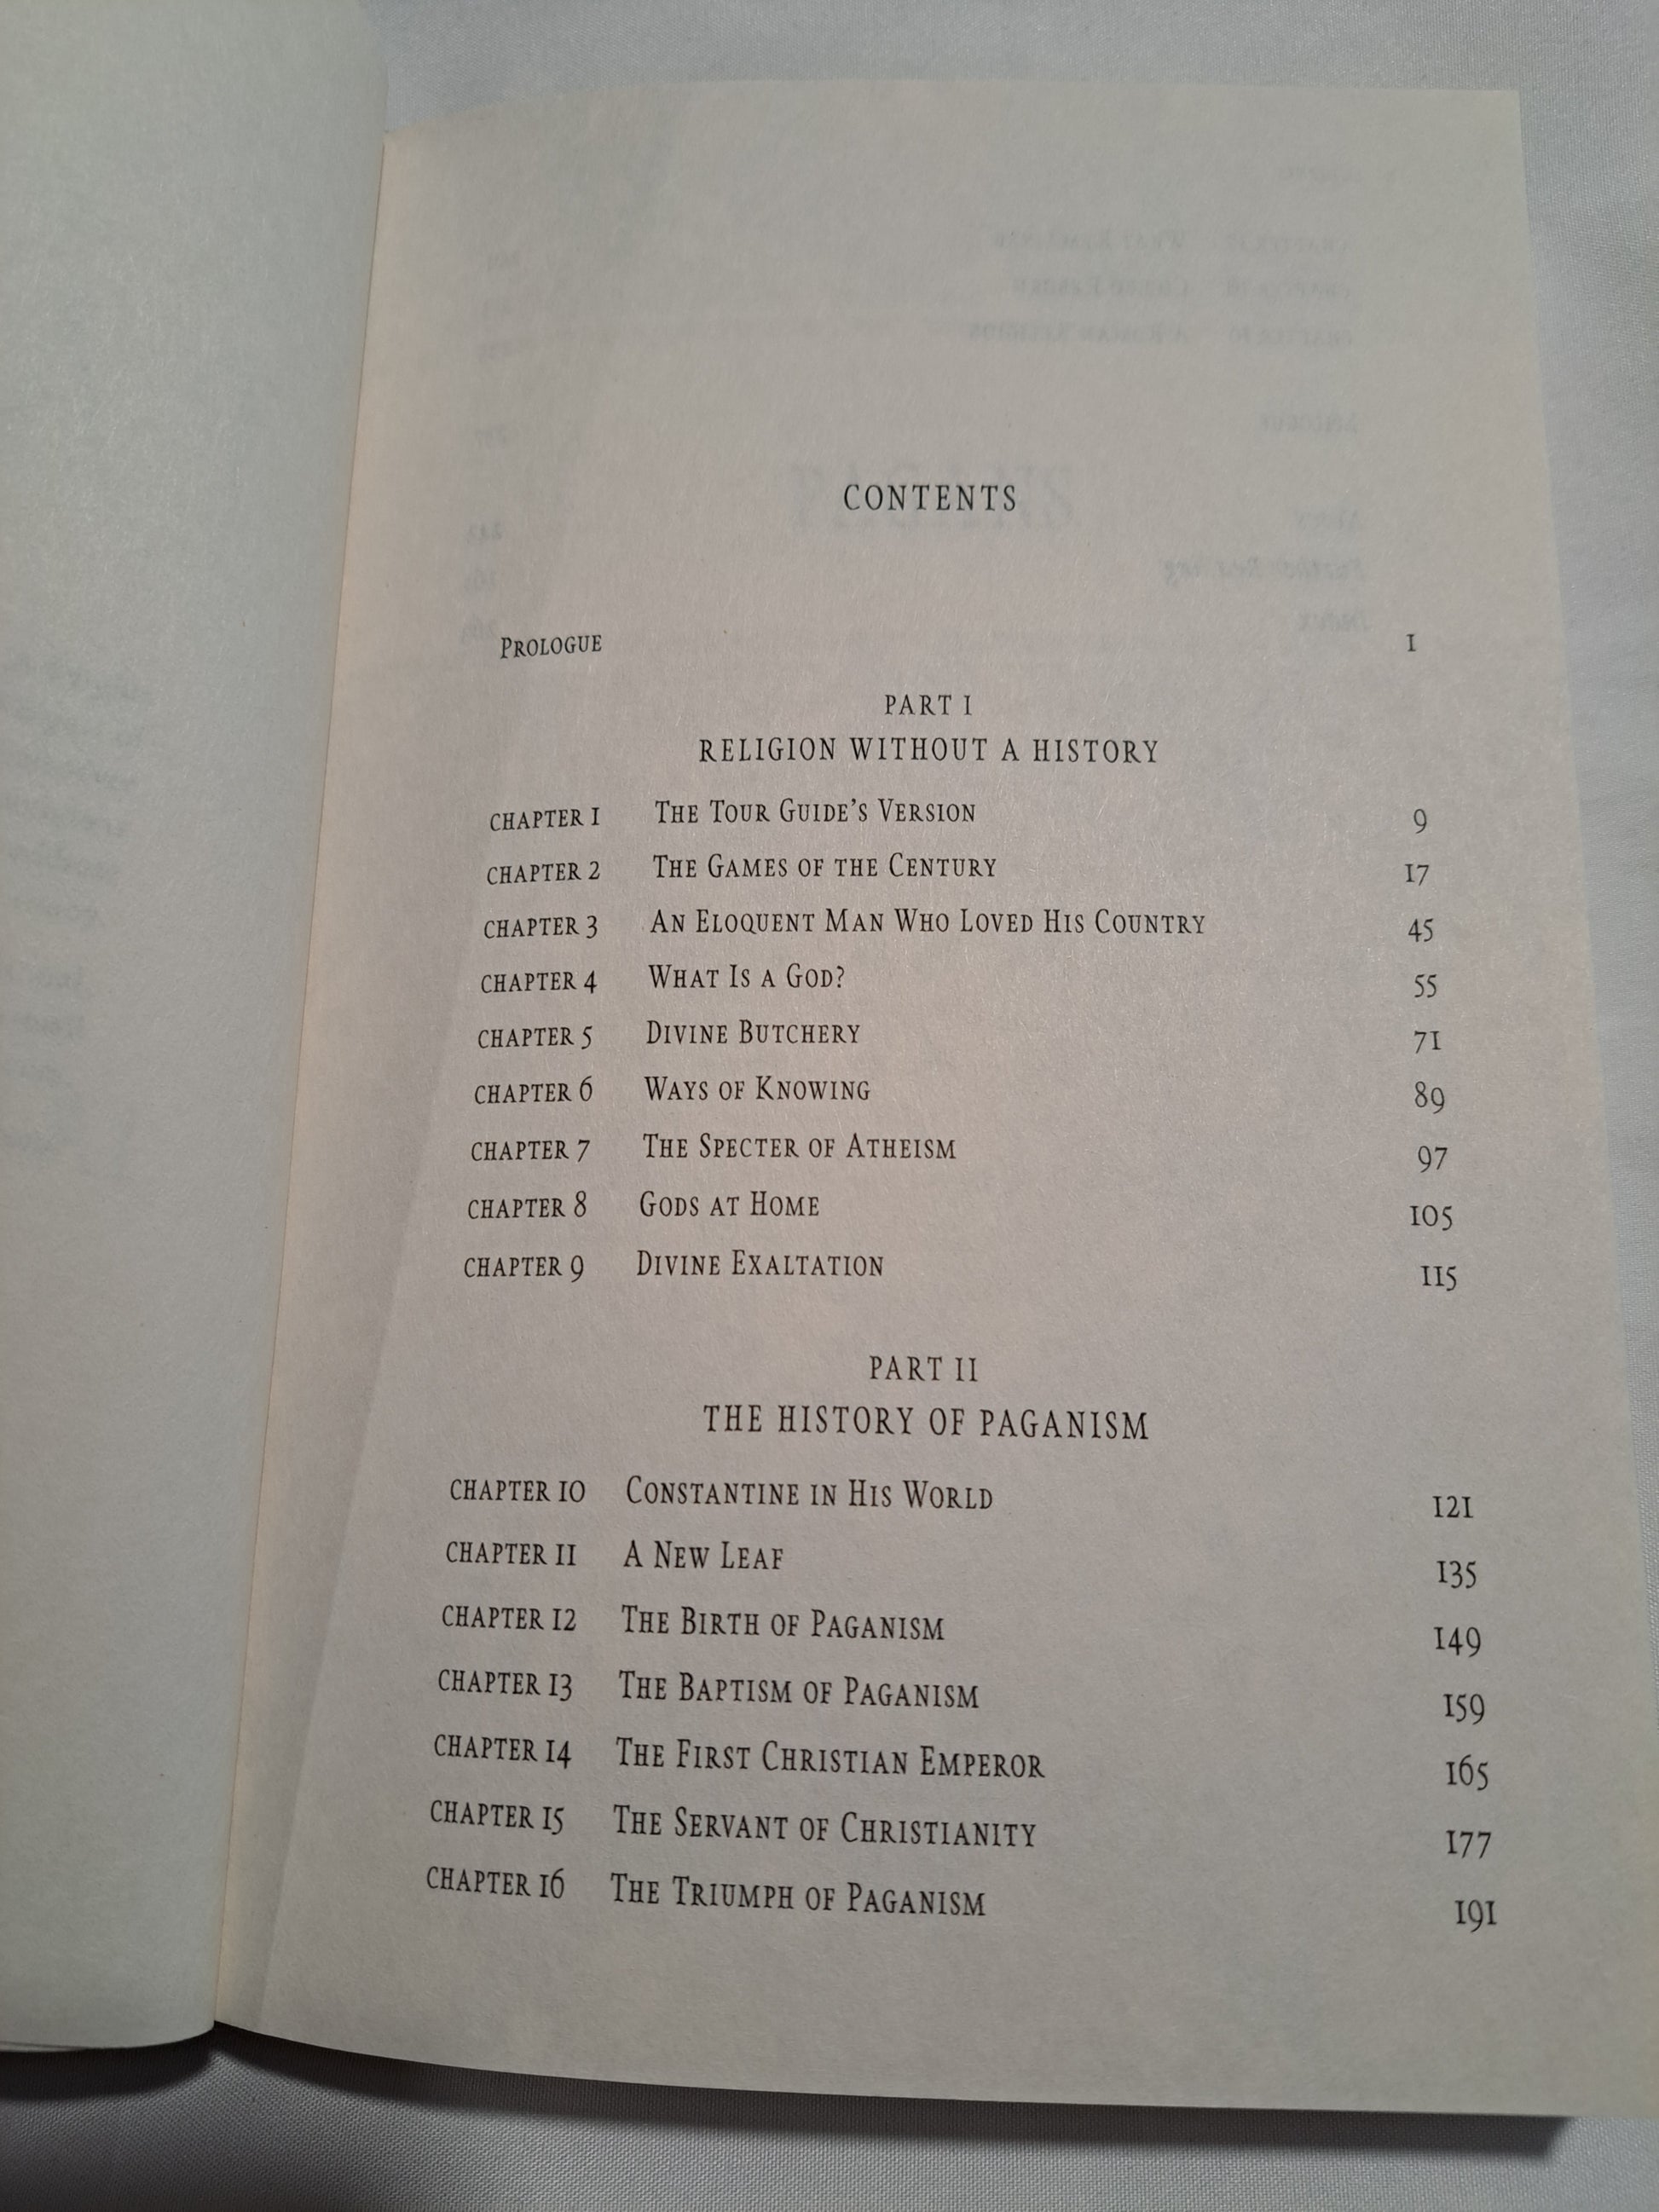 CONTENTS
PROLOGUE 1
PART I
RELIGION WITHOUT A HISTORY
CHAPTER 1 THE TOUR GUIDE'S VERSION 9
CHAPTER 2 THE GAMES OF THE CENTURY 17
CHAPTER 3 AN ELOQUENT MAN WHO LOVED HIS COUNTRY 45
CHAPTER 4 WHAT IS A GOD? 55
CHAPTER 5 DIVINE BUTCHERY 71
CHAPTER 6 WAYS OF KNOWING 89
CHAPTER 7 THE SPECTER OF ATHEISM 97
CHAPTER 8 GODS AT HOME 105
CHAPTER 9 DIVINE EXALTATION 115
PART II
THE HISTORY OF PAGANISM
CHAPTER 10 CONSTANTINE IN HIS WORLD 121
CHAPTER 11 A NEW LEAF 135
CHAPTER 12 THE BIRTH OF PAGANISM 149
CHAPTER 13 THE BAPTISM OF PAGANISM 159
CHAPTER 14 THE FIRST CHRISTIAN EMPEROR 165
CHAPTER 15 THE SERVANT OF CHRISTIANITY 177
CHAPTER 16 THE TRIUMPH OF PAGANISM 191